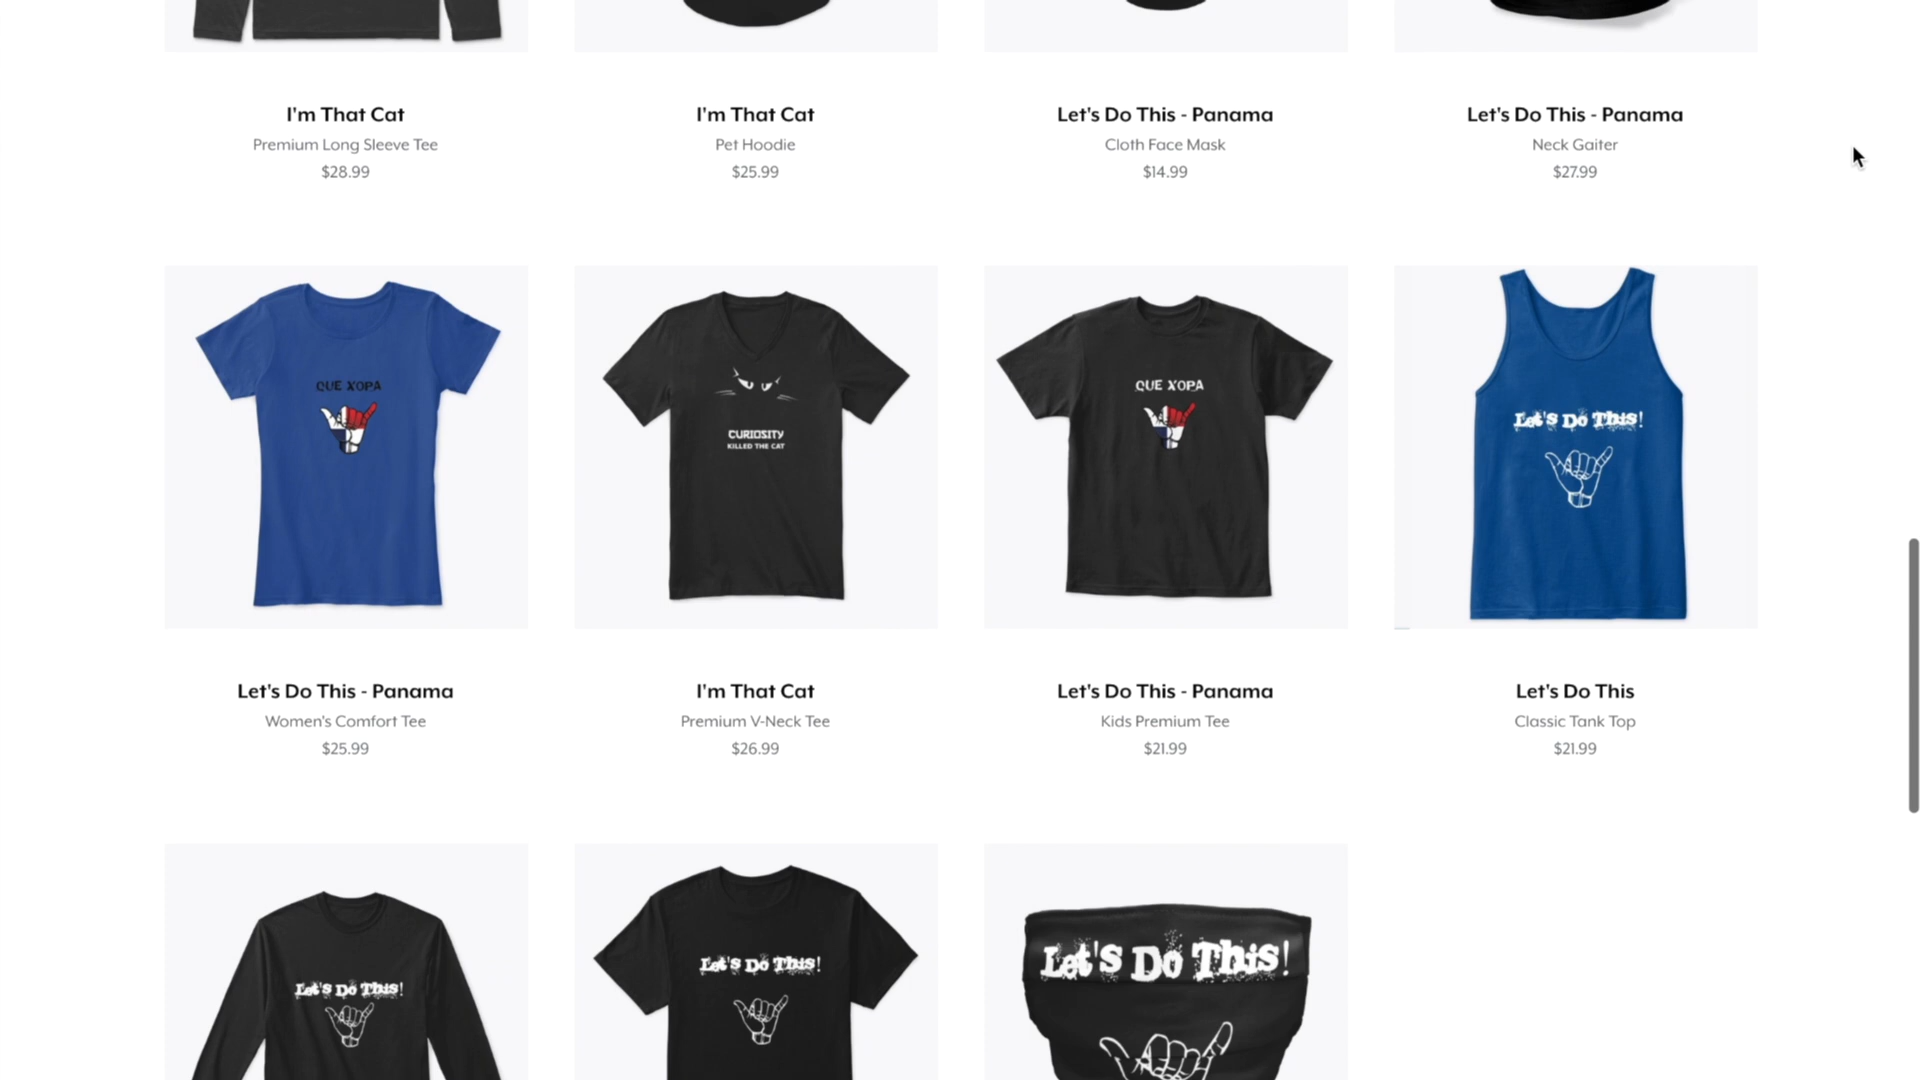 I'm That Cat
Premium Long Sleeve Tee
$28.99
I'm That Cat
Pet Hoodie
$25.99
Let's Do This - Panama
Cloth Face Mask
$14.99
Let's Do This - Panama
Neck Gaiter
$27.99
QUE XOPA
CURIOSITY
KILLED THE CAT
QUE XOPA
Let's Do This!
Let's Do This - Panama
Women's Comfort Tee
$25.99
I'm That Cat
Premium V-Neck Tee
$26.99
Let's Do This - Panama
Kids Premium Tee
$21.99
Let's Do This
Classic Tank Top
$21.99
Let's Do This!
Let's Do This!
Let's Do This!